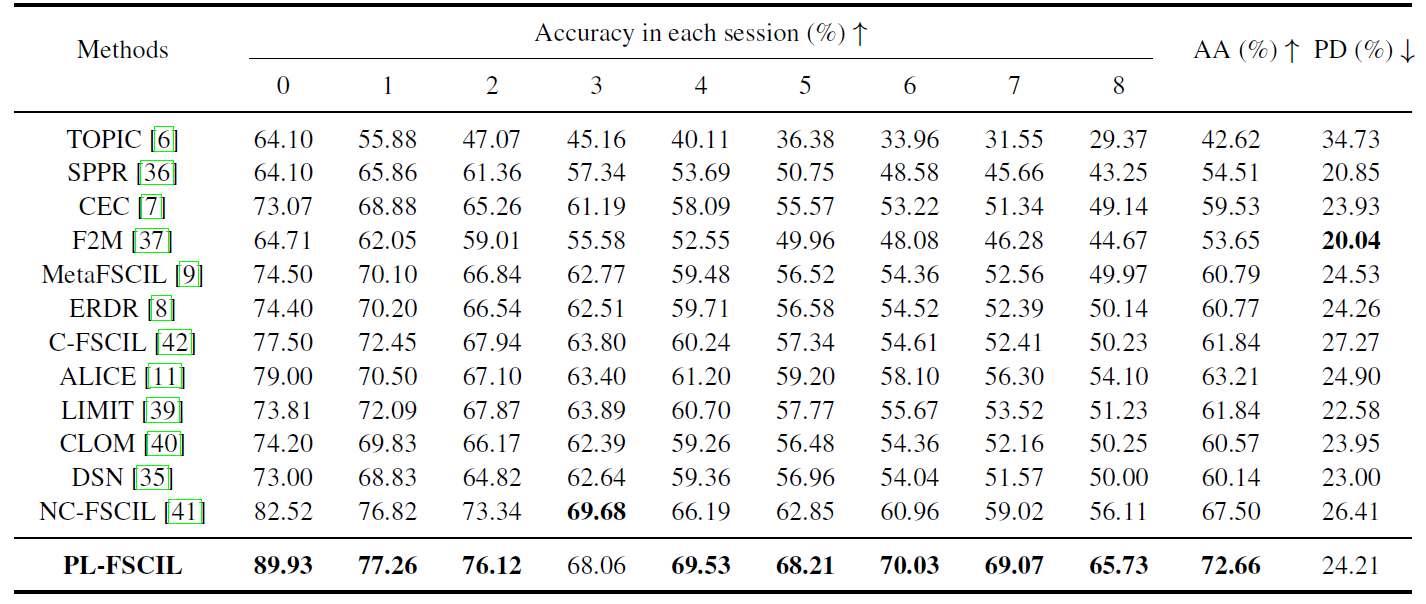 Methods Accuracy in each session (%) ↑ AA (%) ↑ PD (%) ↓
0 1 2 3 4 5 6 7 8
TOPIC [6] 64.10 55.88 47.07 45.16 40.11 36.38 33.96 31.55 29.37 42.62 34.73
SPPR [36] 64.10 65.86 61.36 57.34 53.69 50.75 48.58 45.66 43.25 54.51 20.85
CEC [7] 73.07 68.88 65.26 61.19 58.09 55.57 53.22 51.34 49.14 59.53 23.93
F2M [37] 64.71 62.05 59.01 55.58 52.55 49.96 48.08 46.28 44.67 53.65 20.04
MetaFSCIL [9] 74.50 70.10 66.84 62.77 59.48 56.52 54.36 52.56 49.97 60.79 24.53
ERDR [8] 74.40 70.20 66.54 62.51 59.71 56.58 54.52 52.39 50.14 60.77 24.26
C-FSCIL [42] 77.50 72.45 67.94 63.80 60.24 57.34 54.61 52.41 50.23 61.84 27.27
ALICE [11] 79.00 70.50 67.10 63.40 61.20 59.20 58.10 56.30 54.10 63.21 24.90
LIMIT [39] 73.81 72.09 67.87 63.89 60.70 57.77 55.67 53.52 51.23 61.84 22.58
CLOM [40] 74.20 69.83 66.17 62.39 59.26 56.48 54.36 52.16 50.25 60.57 23.95
DSN [35] 73.00 68.83 64.82 62.64 59.36 56.96 54.04 51.57 50.00 60.14 23.00
NC-FSCIL [41] 82.52 76.82 73.34 69.68 66.19 62.85 60.96 59.02 56.11 67.50 26.41
PL-FSCIL 89.93 77.26 76.12 68.06 69.53 68.21 70.03 69.07 65.73 72.66 24.21